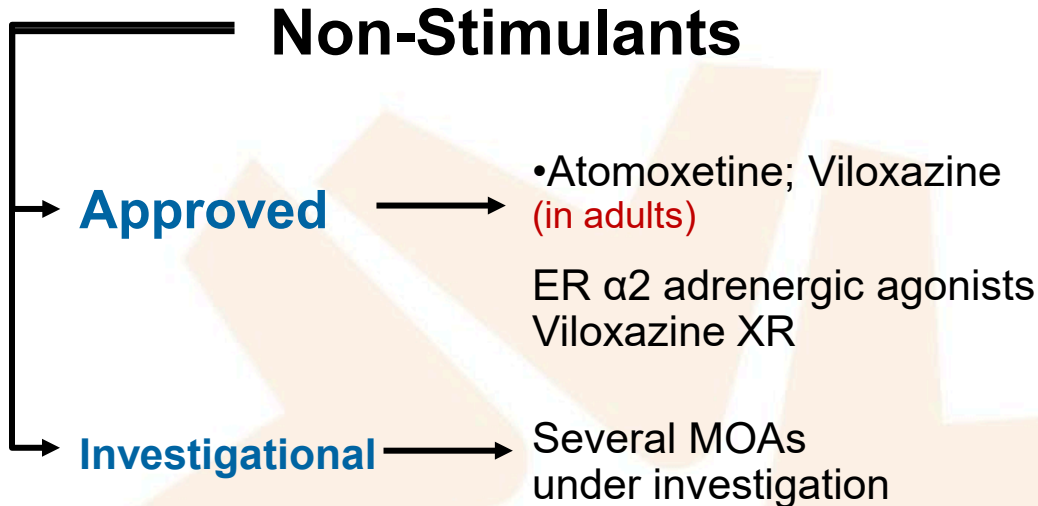 Non-Stimulants
Approved
•Atomoxetine; Viloxazine
(in adults)
ER α2 adrenergic agonists
Viloxazine XR
Investigational
Several MOAs
under investigation